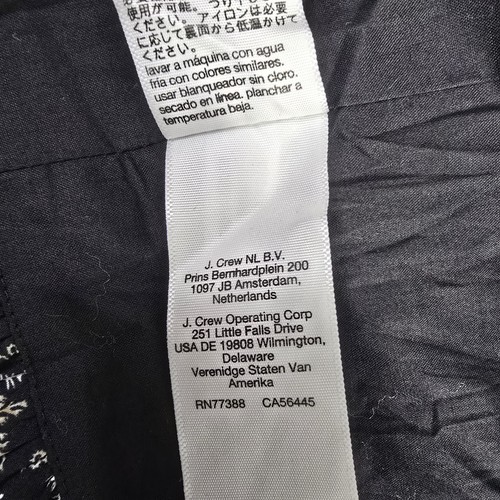 使用が可能。つり干
ください。アイロンは必要
に応じて裏面から低温かけて
ください。
lavar a máquina con agua
fría con colores similares.
usar blanqueador sin cloro.
secado en línea. planchar a
temperatura baja.
J. Crew NL B.V.
Prins Bernhardplein 200
1097 JB Amsterdam,
Netherlands
J. Crew Operating Corp
251 Little Falls Drive
USA DE 19808 Wilmington,
Delaware
Verenidge Staten Van
Amerika
RN77388 CA56445